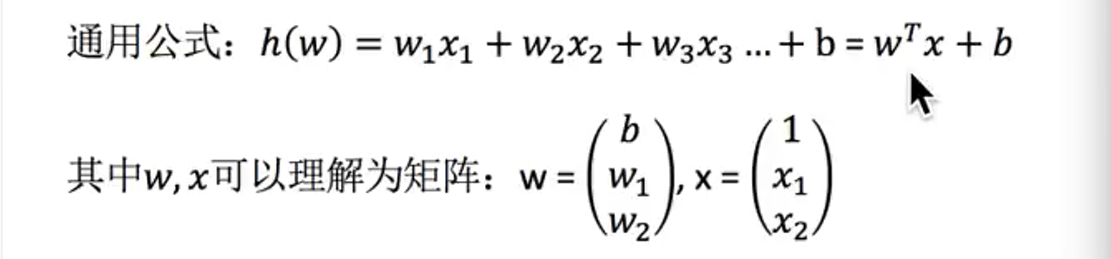 通用公式：h(w) = w₁x₁ + w₂x₂ + w₃x₃ … + b = wᵀx + b
其中w, x可以理解为矩阵：w = (b w₁ w₂), x = (1 x₁ x₂)